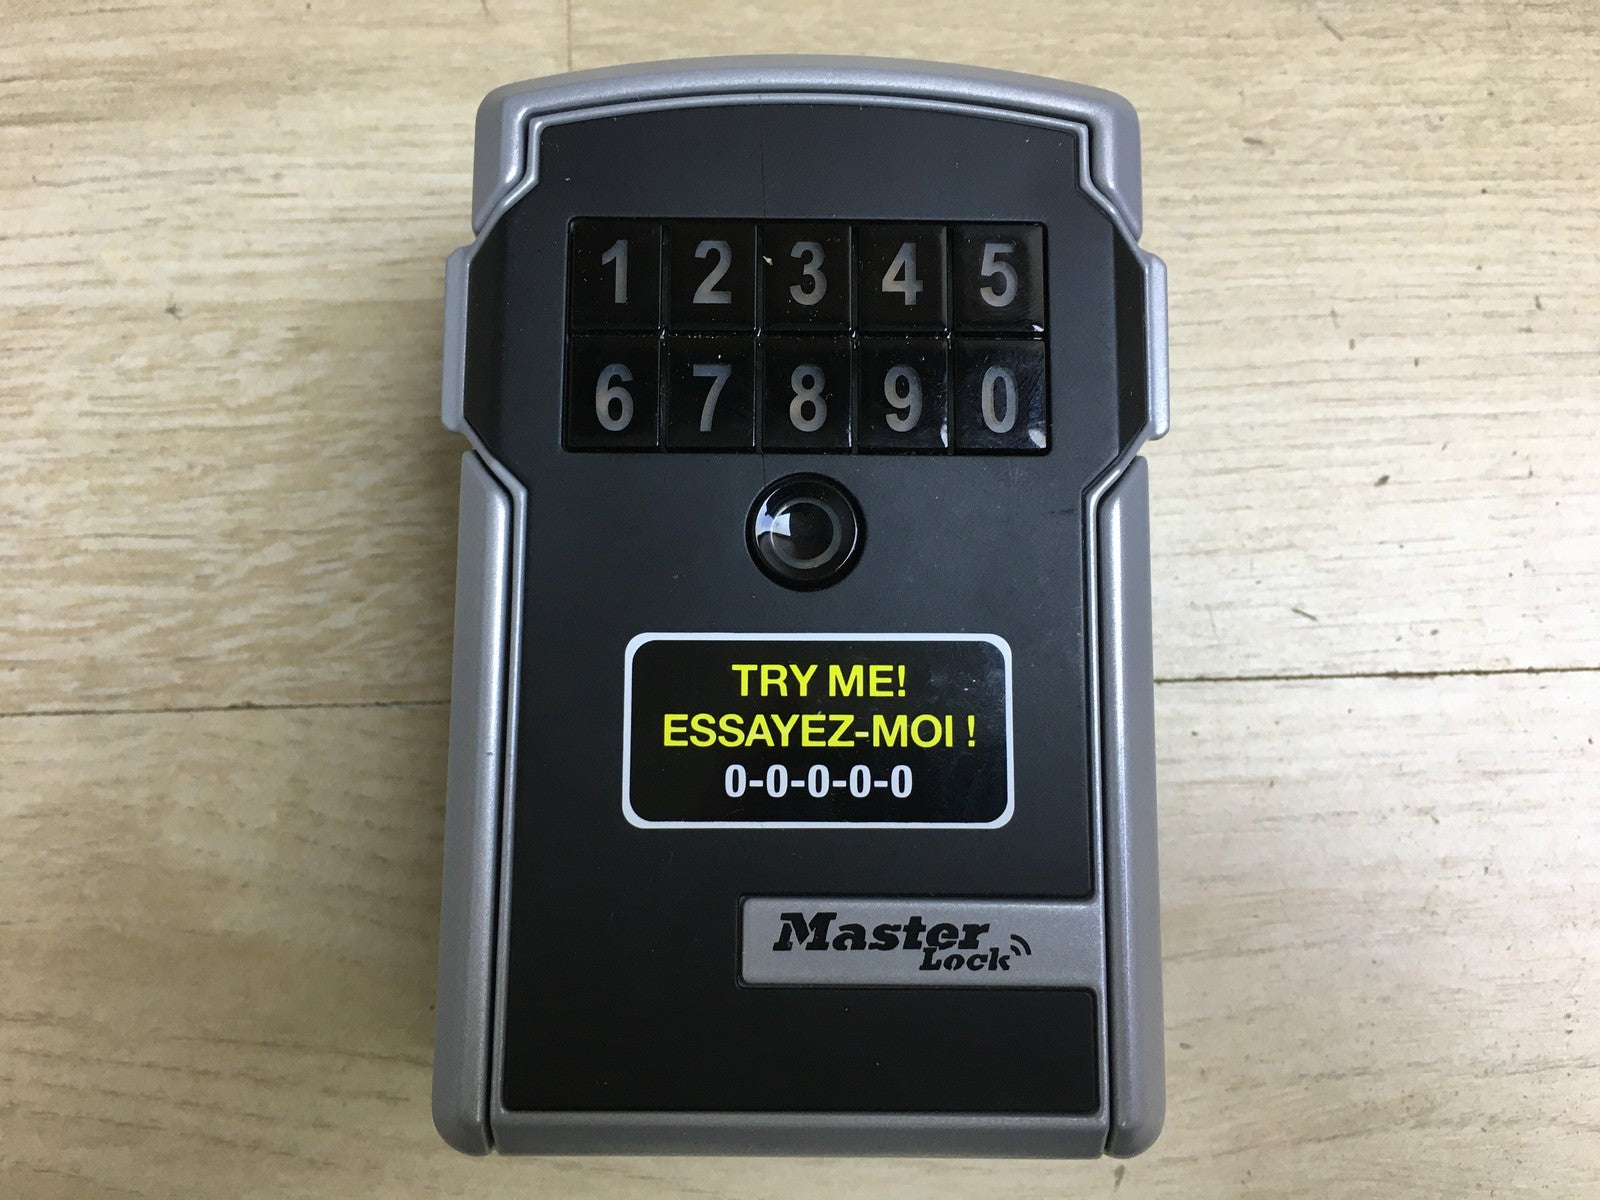 1 2 3 4 5
6 7 8 9 0
TRY ME!
ESSAYEZ-MOI !
0-0-0-0-0
Master
Lock